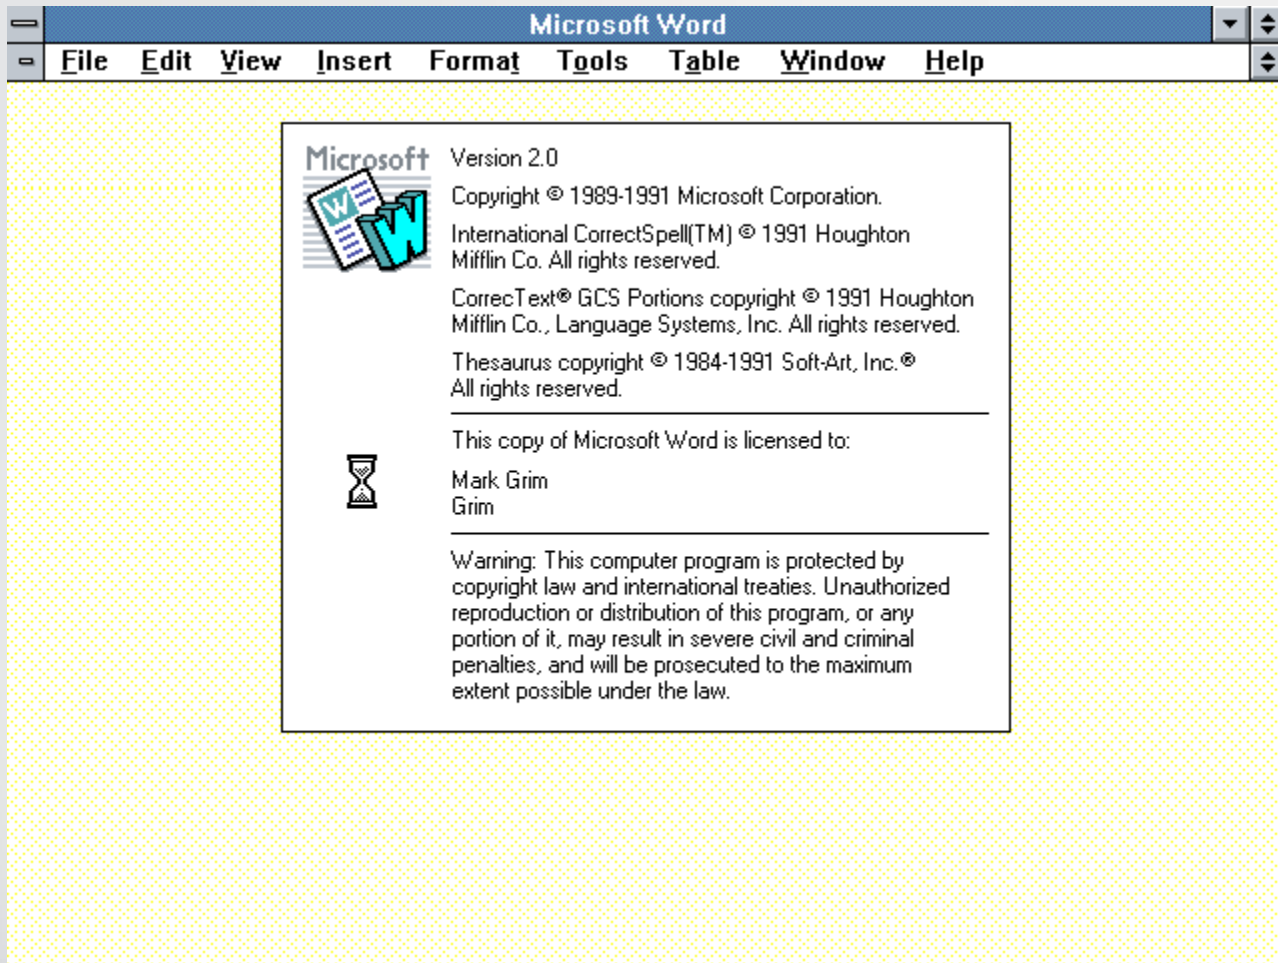 Microsoft Word
File Edit View Insert Format Tools Table Window Help
Microsoft
W
W
Version 2.0
Copyright © 1989-1991 Microsoft Corporation.
International CorrectSpell(TM) © 1991 Houghton
Mifflin Co. All rights reserved.
CorrecText® GCS Portions copyright © 1991 Houghton
Mifflin Co., Language Systems, Inc. All rights reserved.
Thesaurus copyright © 1984-1991 Soft-Art, Inc.®
All rights reserved.
This copy of Microsoft Word is licensed to:
Mark Grim
Grim
Warning: This computer program is protected by
copyright law and international treaties. Unauthorized
reproduction or distribution of this program, or any
portion of it, may result in severe civil and criminal
penalties, and will be prosecuted to the maximum
extent possible under the law.